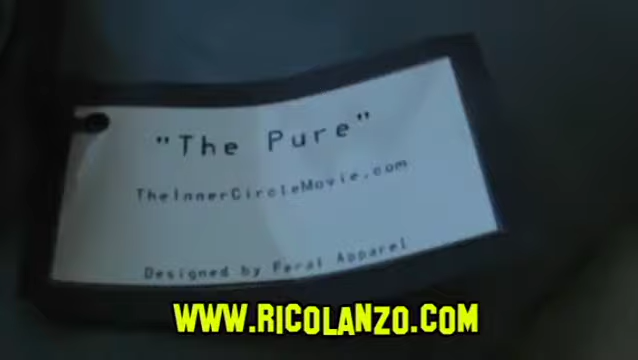 "The Pure"
TheInnerCircleMovie.com
Designed by Feral Apparel
WWW.RICOLANZO.COM